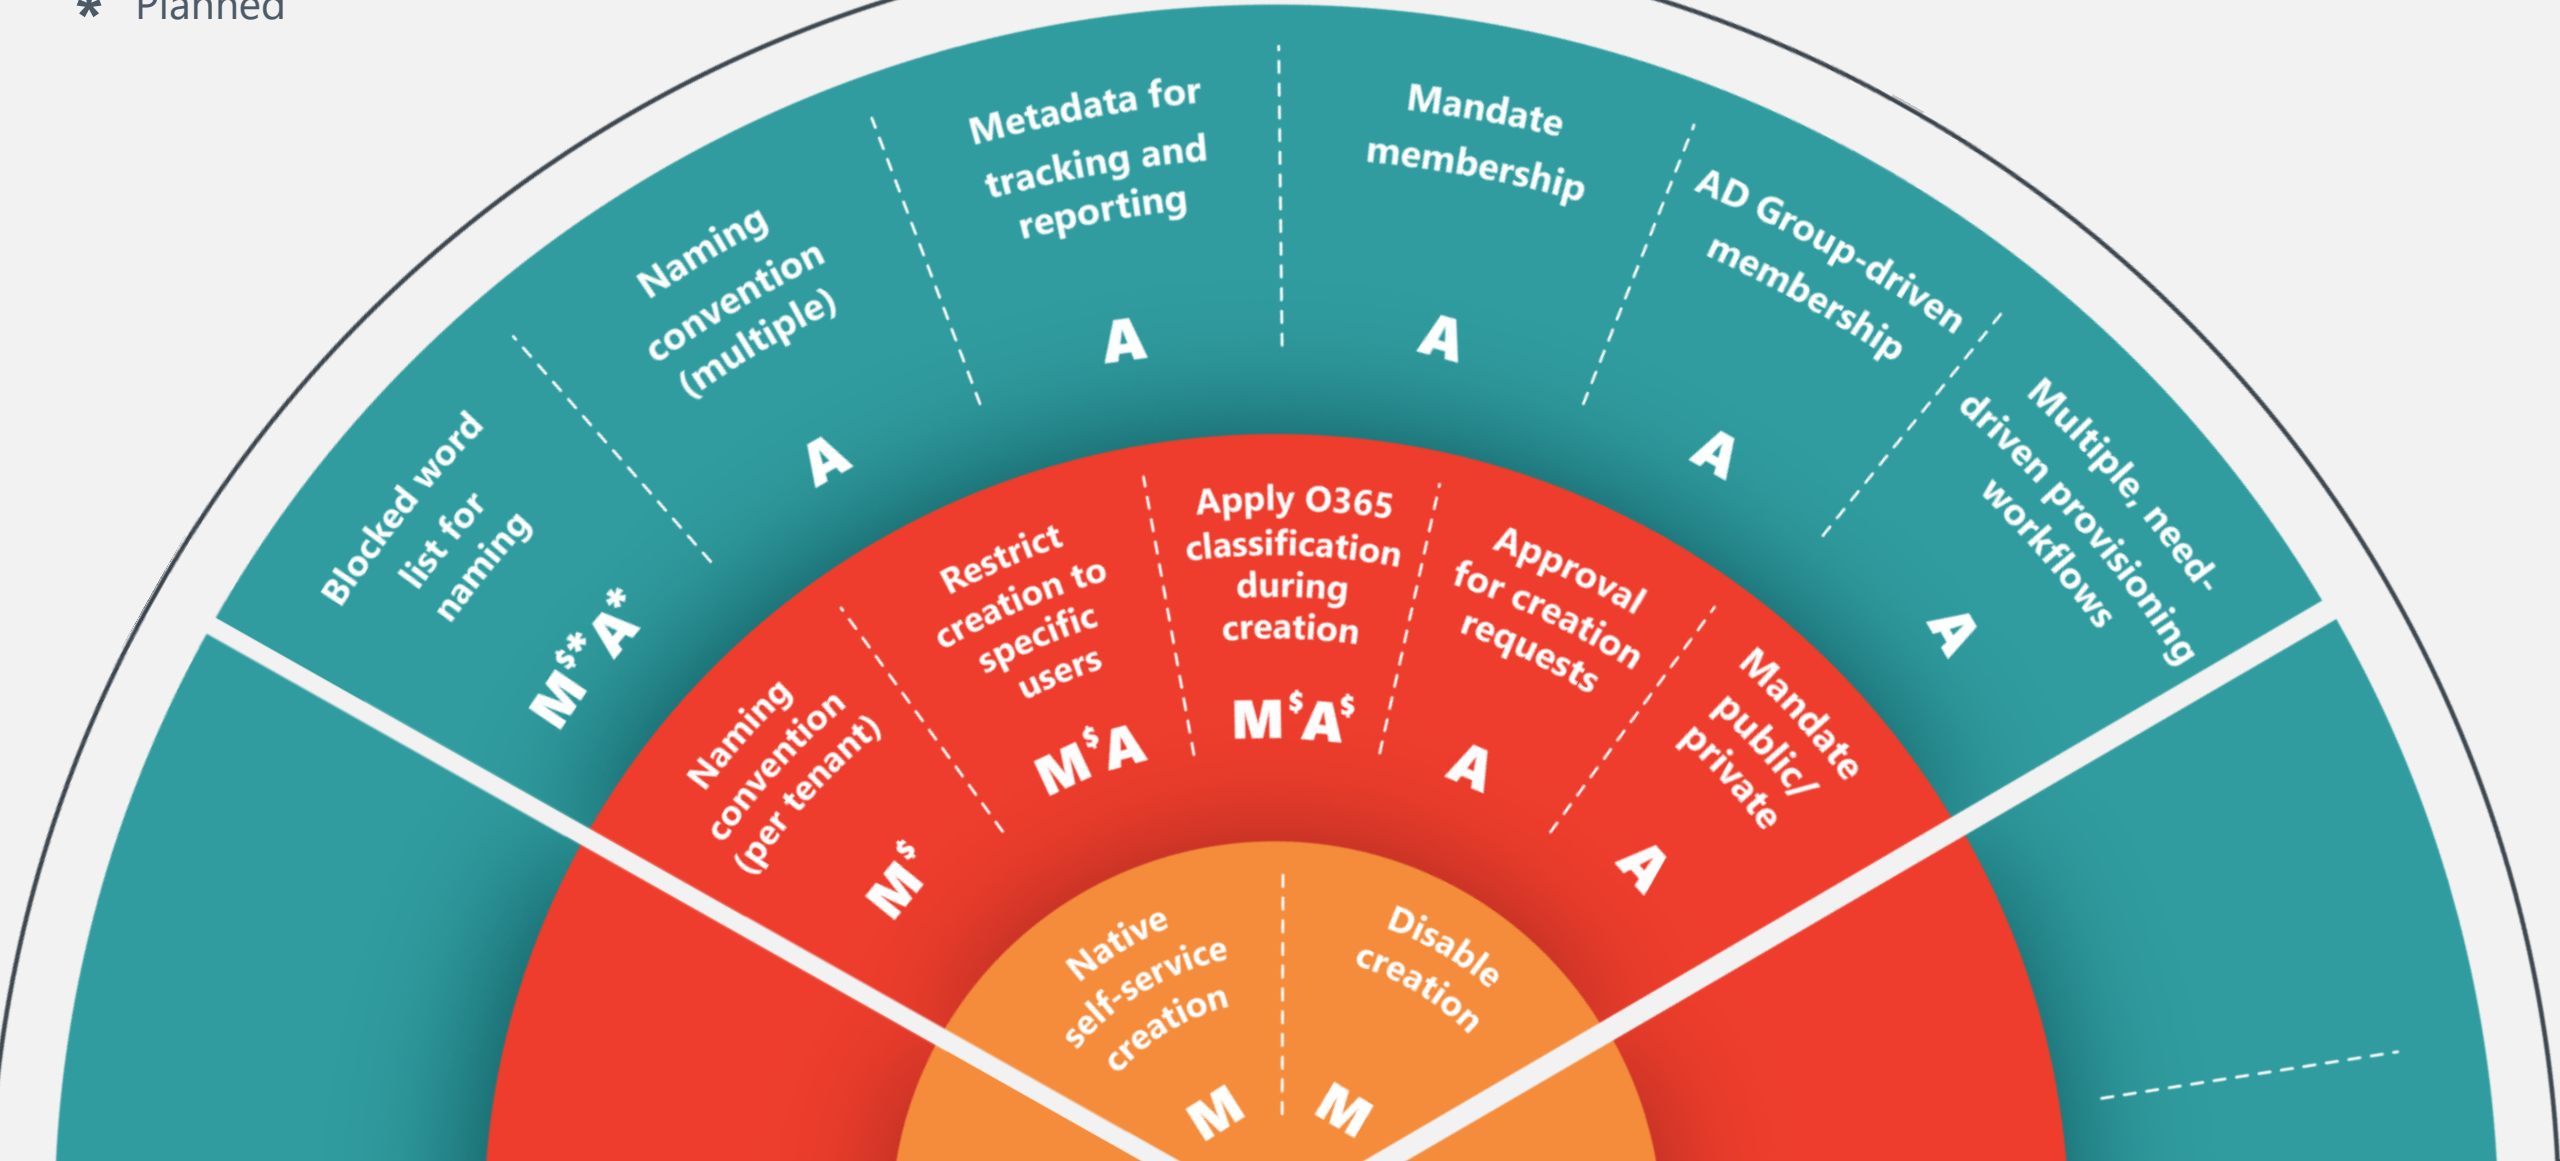 * Planned
Blocked word
list for
naming
M$* A*
Naming
convention
(multiple)
A
Metadata for
tracking and
reporting
A
Mandate
membership
A
AD Group-driven
membership
A
Multiple, need-
driven provisioning
workflows
A
Naming
convention
(per tenant)
M$
Restrict
creation to
specific
users
M$ A
Apply O365
classification
during
creation
M$ A$
Approval
for creation
requests
A
Mandate
public/
private
A
Native
self-service
creation
M
Disable
creation
M